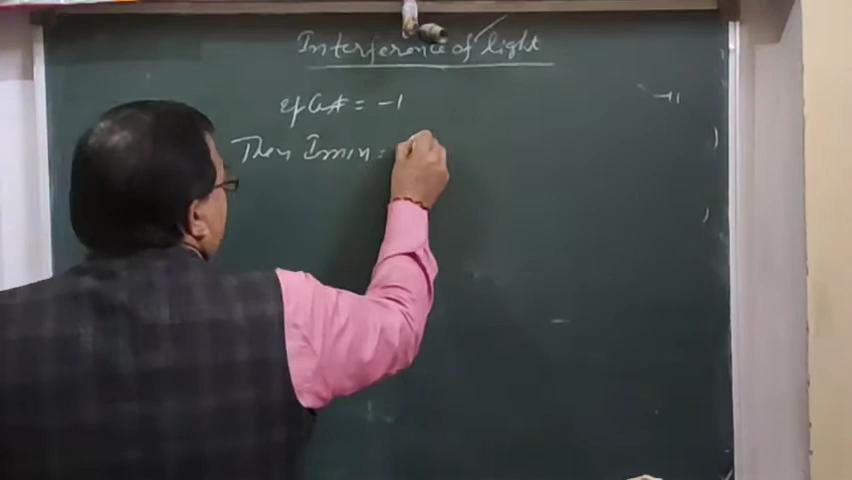 Interference of light
If Cosϕ = -1
Then Imin =